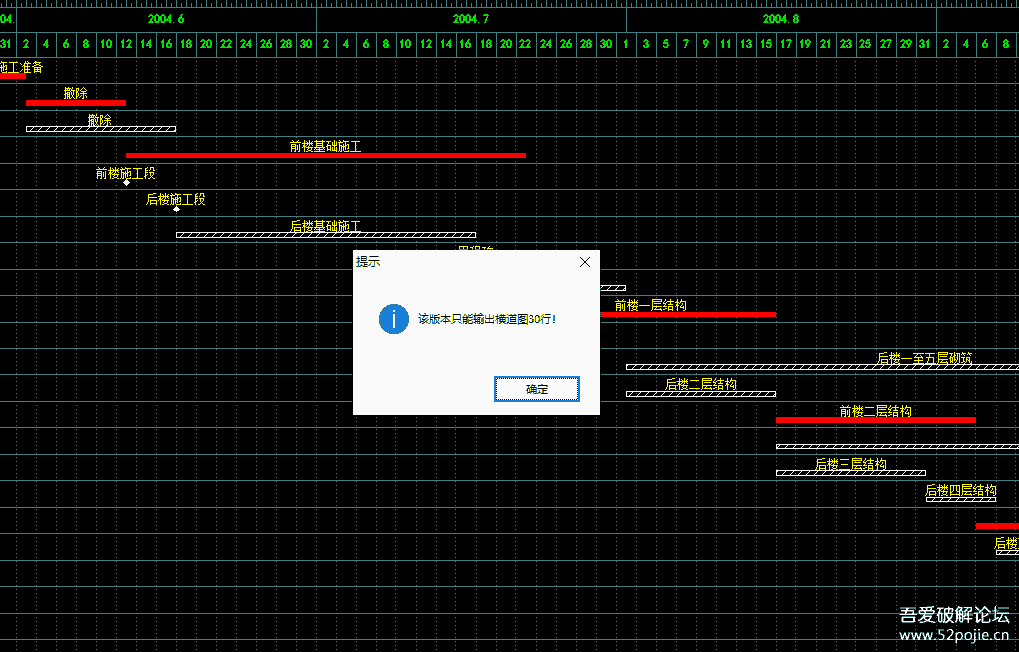 04.
2004.6
2004.7
2004.8
31 2 4 6 8 10 12 14 16 18 20 22 24 26 28 30 2 4 6 8 10 12 14 16 18 20 22 24 26 28 30 1 3 5 7 9 11 13 15 17 19 21 23 25 27 29 31 2 4 6 8
施工准备
撤除
撤除
前楼基础施工
前楼施工段
后楼施工段
后楼基础施工
提示
该版本只能输出横道图30行!
确定
前楼一层结构
后楼一至五层砌筑
后楼二层结构
前楼二层结构
后楼三层结构
后楼四层结构
后楼
吾爱破解论坛
www.52pojie.cn